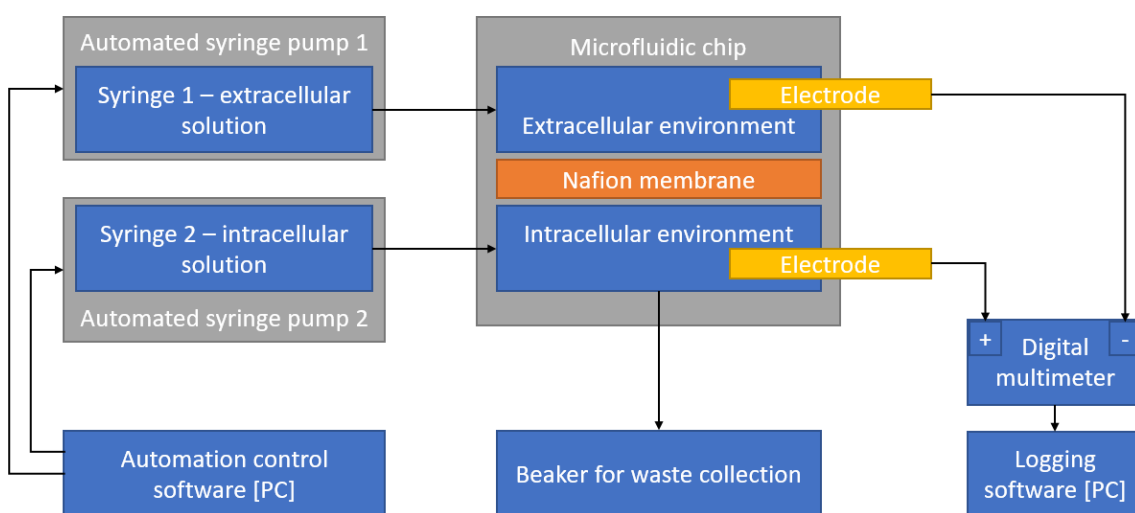 Automated syringe pump 1
Syringe 1 – extracellular
solution
Microfluidic chip
Electrode
Extracellular environment
Nafion membrane
Syringe 2 – intracellular
solution
Automated syringe pump 2
Intracellular environment
Electrode
+
-
Digital
multimeter
Automation control
software [PC]
Beaker for waste collection
Logging
software [PC]